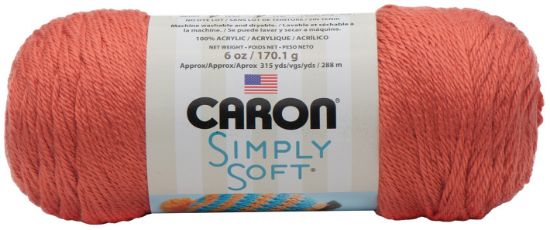 NO DYE LOT / SANS LOT DE TEINTURE / SIN TEÑIR
Machine washable and dryable. / Lavable et séchable à
la machine. / Se puede lavar y secar a máquina.
100% ACRYLIC / ACRYLIQUE / ACRÍLICO
NET WEIGHT • POIDS NET • PESO NETO
6 oz / 170.1 g
Approx/Approx/Aprox 315 yds/vgs/yds / 288 m
CARON®
SIMPLY
SOFT®